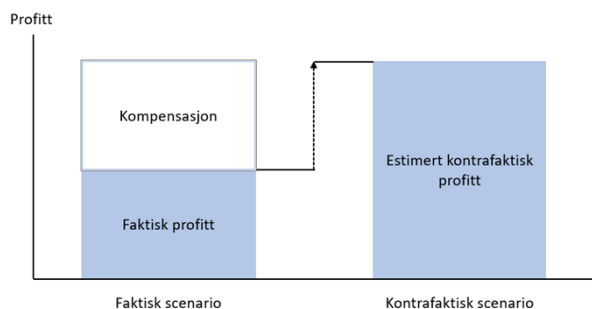 Profitt
Kompensasjon
Faktisk profitt
Estimert kontrafaktisk
profitt
Faktisk scenario
Kontrafaktisk scenario